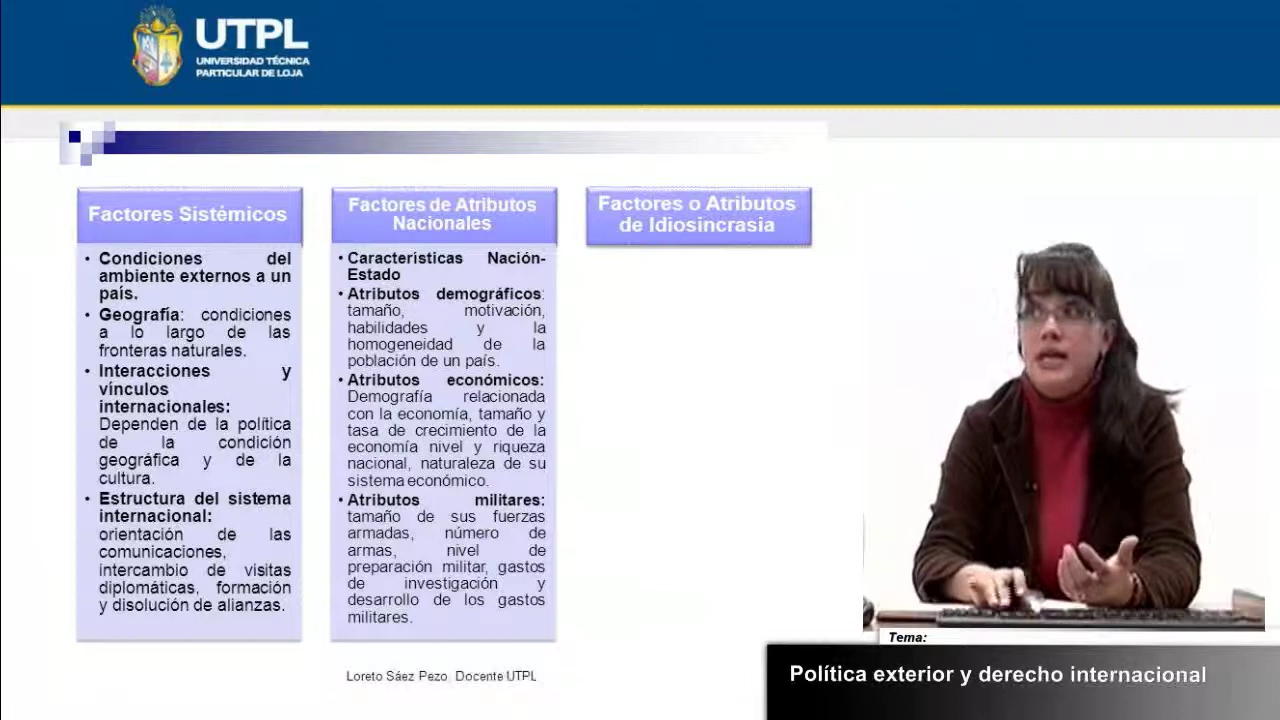 UTPL
UNIVERSIDAD TÉCNICA
PARTICULAR DE LOJA
Factores Sistémicos
• Condiciones del
ambiente externos a un
país.
• Geografía: condiciones
a lo largo de las
fronteras naturales.
• Interacciones y
vínculos
internacionales:
Dependen de la política
de la condición
geográfica y de la
cultura.
• Estructura del sistema
internacional:
orientación de las
comunicaciones,
intercambio de visitas
diplomáticas, formación
y disolución de alianzas.
Factores de Atributos
Nacionales
• Características Nación-
Estado
• Atributos demográficos:
tamaño, motivación,
habilidades y la
homogeneidad de la
población de un país.
• Atributos económicos:
Demografía relacionada
con la economía, tamaño y
tasa de crecimiento de la
economía nivel y riqueza
nacional, naturaleza de su
sistema económico.
• Atributos militares:
tamaño de sus fuerzas
armadas, número de
armas, nivel de
preparación militar, gastos
de investigación y
desarrollo de los gastos
militares.
Factores o Atributos
de Idiosincrasia
Loreto Sáez Pezo Docente UTPL
Tema:
Política exterior y derecho internacional